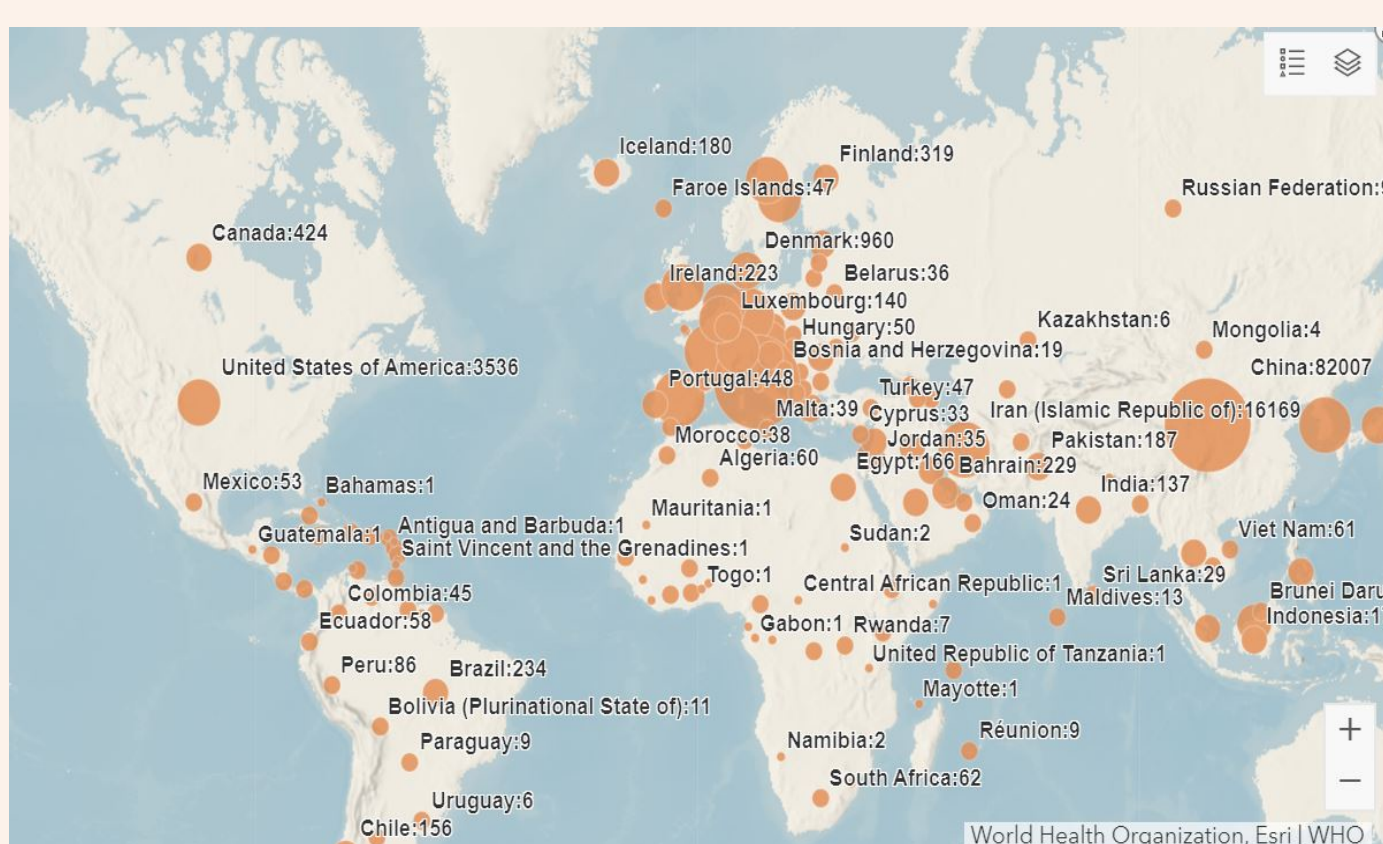 Iceland:180
Finland:319
Faroe Islands:47
Russian Federation:
Canada:424
Denmark:960
Ireland:223
Belarus:36
Luxembourg:140
Kazakhstan:6
Hungary:50
Mongolia:4
Bosnia and Herzegovina:19
United States of America:3536
China:82007
Portugal:448
Turkey:47
Malta:39
Cyprus:33
Iran (Islamic Republic of):16169
Morocco:38
Jordan:35
Pakistan:187
Algeria:60
Egypt:166
Bahrain:229
Mexico:53
Bahamas:1
India:137
Oman:24
Mauritania:1
Guatemala:1
Antigua and Barbuda:1
Sudan:2
Viet Nam:61
Saint Vincent and the Grenadines:1
Togo:1
Central African Republic:1
Sri Lanka:29
Colombia:45
Maldives:13
Brunei
Ecuador:58
Gabon:1
Rwanda:7
Indonesia:
Peru:86
Brazil:234
United Republic of Tanzania:1
Mayotte:1
Bolivia (Plurinational State of):11
Paraguay:9
Namibia:2
Réunion:9
South Africa:62
Uruguay:6
Chile:156
World Health Organization, Esri | WHO